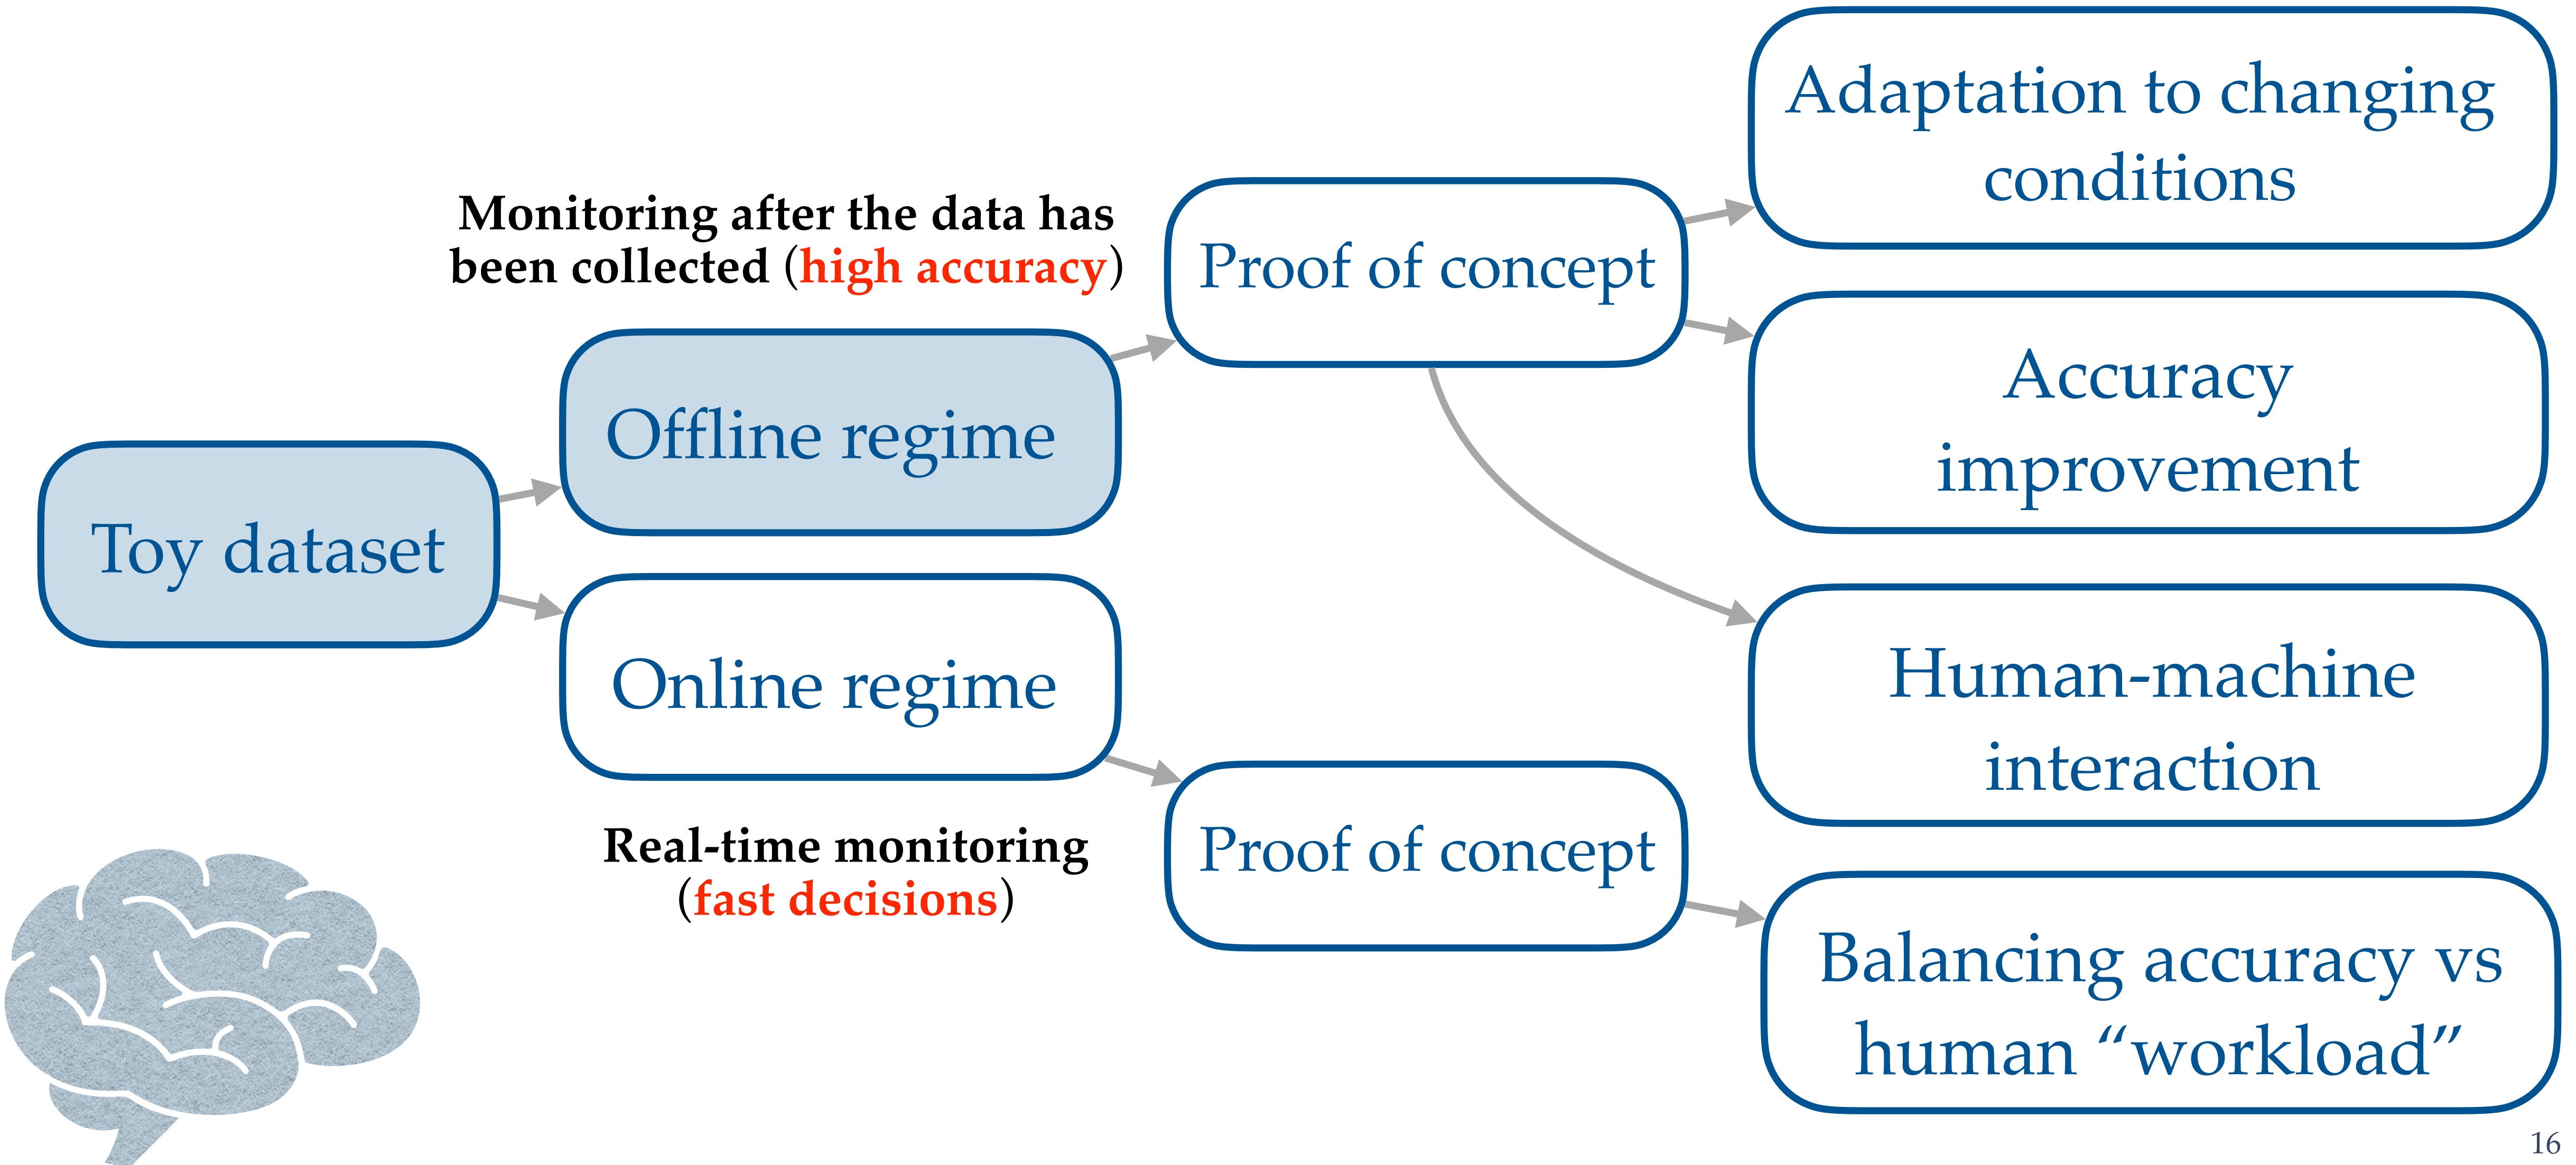 Adaptation to changing
conditions
Monitoring after the data has
been collected (high accuracy)
Proof of concept
Accuracy
improvement
Offline regime
Toy dataset
Online regime
Human-machine
interaction
Real-time monitoring
(fast decisions)
Proof of concept
Balancing accuracy vs
human “workload”
16